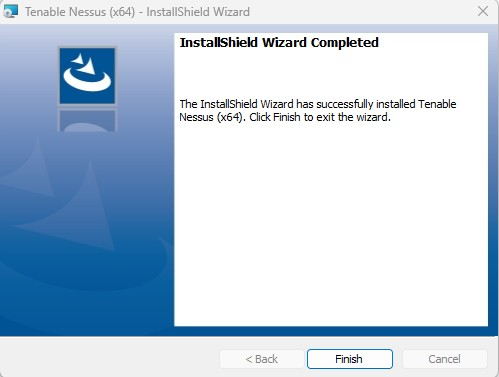 Tenable Nessus (x64) - InstallShield Wizard
InstallShield Wizard Completed
The InstallShield Wizard has successfully installed Tenable
Nessus (x64). Click Finish to exit the wizard.
< Back
Finish
Cancel